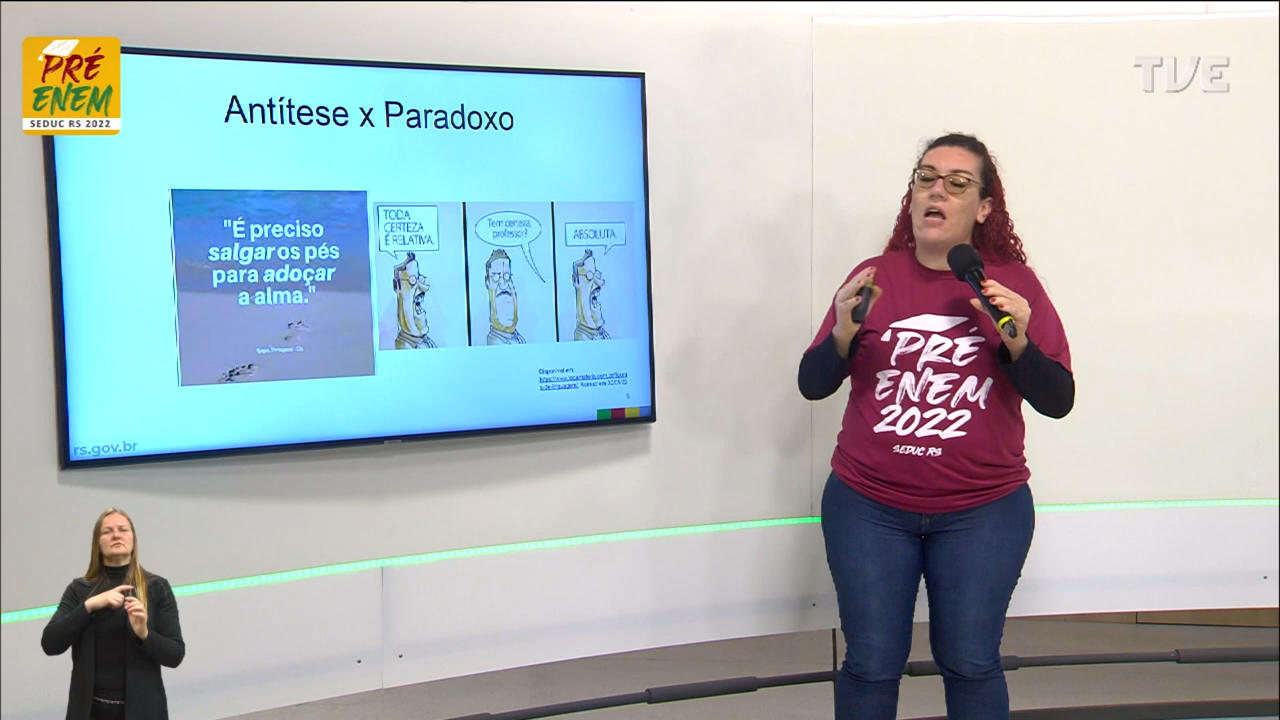 PRÉ
ENEM
SEDUC RS 2022
TVE
Antítese x Paradoxo
"É preciso
salgar os pés
para adoçar
a alma."
TODA
CERTEZA
É RELATIVA.
Tem certeza,
professor?
ABSOLUTA.
Disponível em:
rs.gov.br
PRÉ
ENEM
2022
SEDUC RS